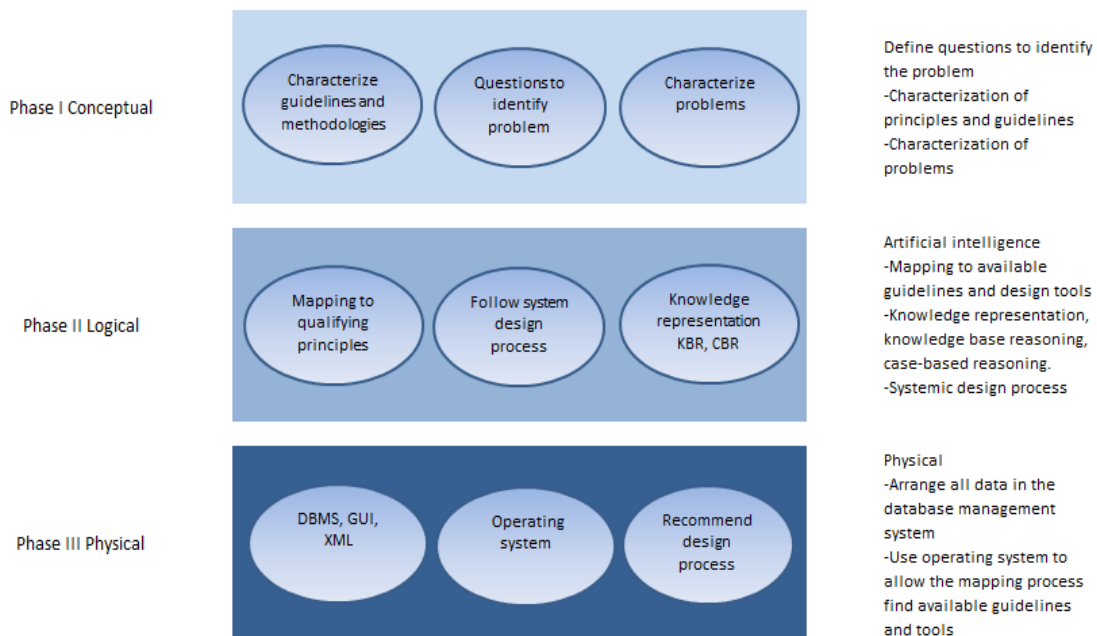 Phase I Conceptual
Characterize
guidelines and
methodologies
Questions to
identify
problem
Characterize
problems
Define questions to identify
the problem
-Characterization of
principles and guidelines
-Characterization of
problems
Phase II Logical
Mapping to
qualifying
principles
Follow system
design
process
Knowledge
representation
KBR, CBR
Artificial intelligence
-Mapping to available
guidelines and design tools
-Knowledge representation,
knowledge base reasoning,
case-based reasoning.
-Systemic design process
Phase III Physical
DBMS, GUI,
XML
Operating
system
Recommend
design
process
Physical
-Arrange all data in the
database management
system
-Use operating system to
allow the mapping process
find available guidelines
and tools